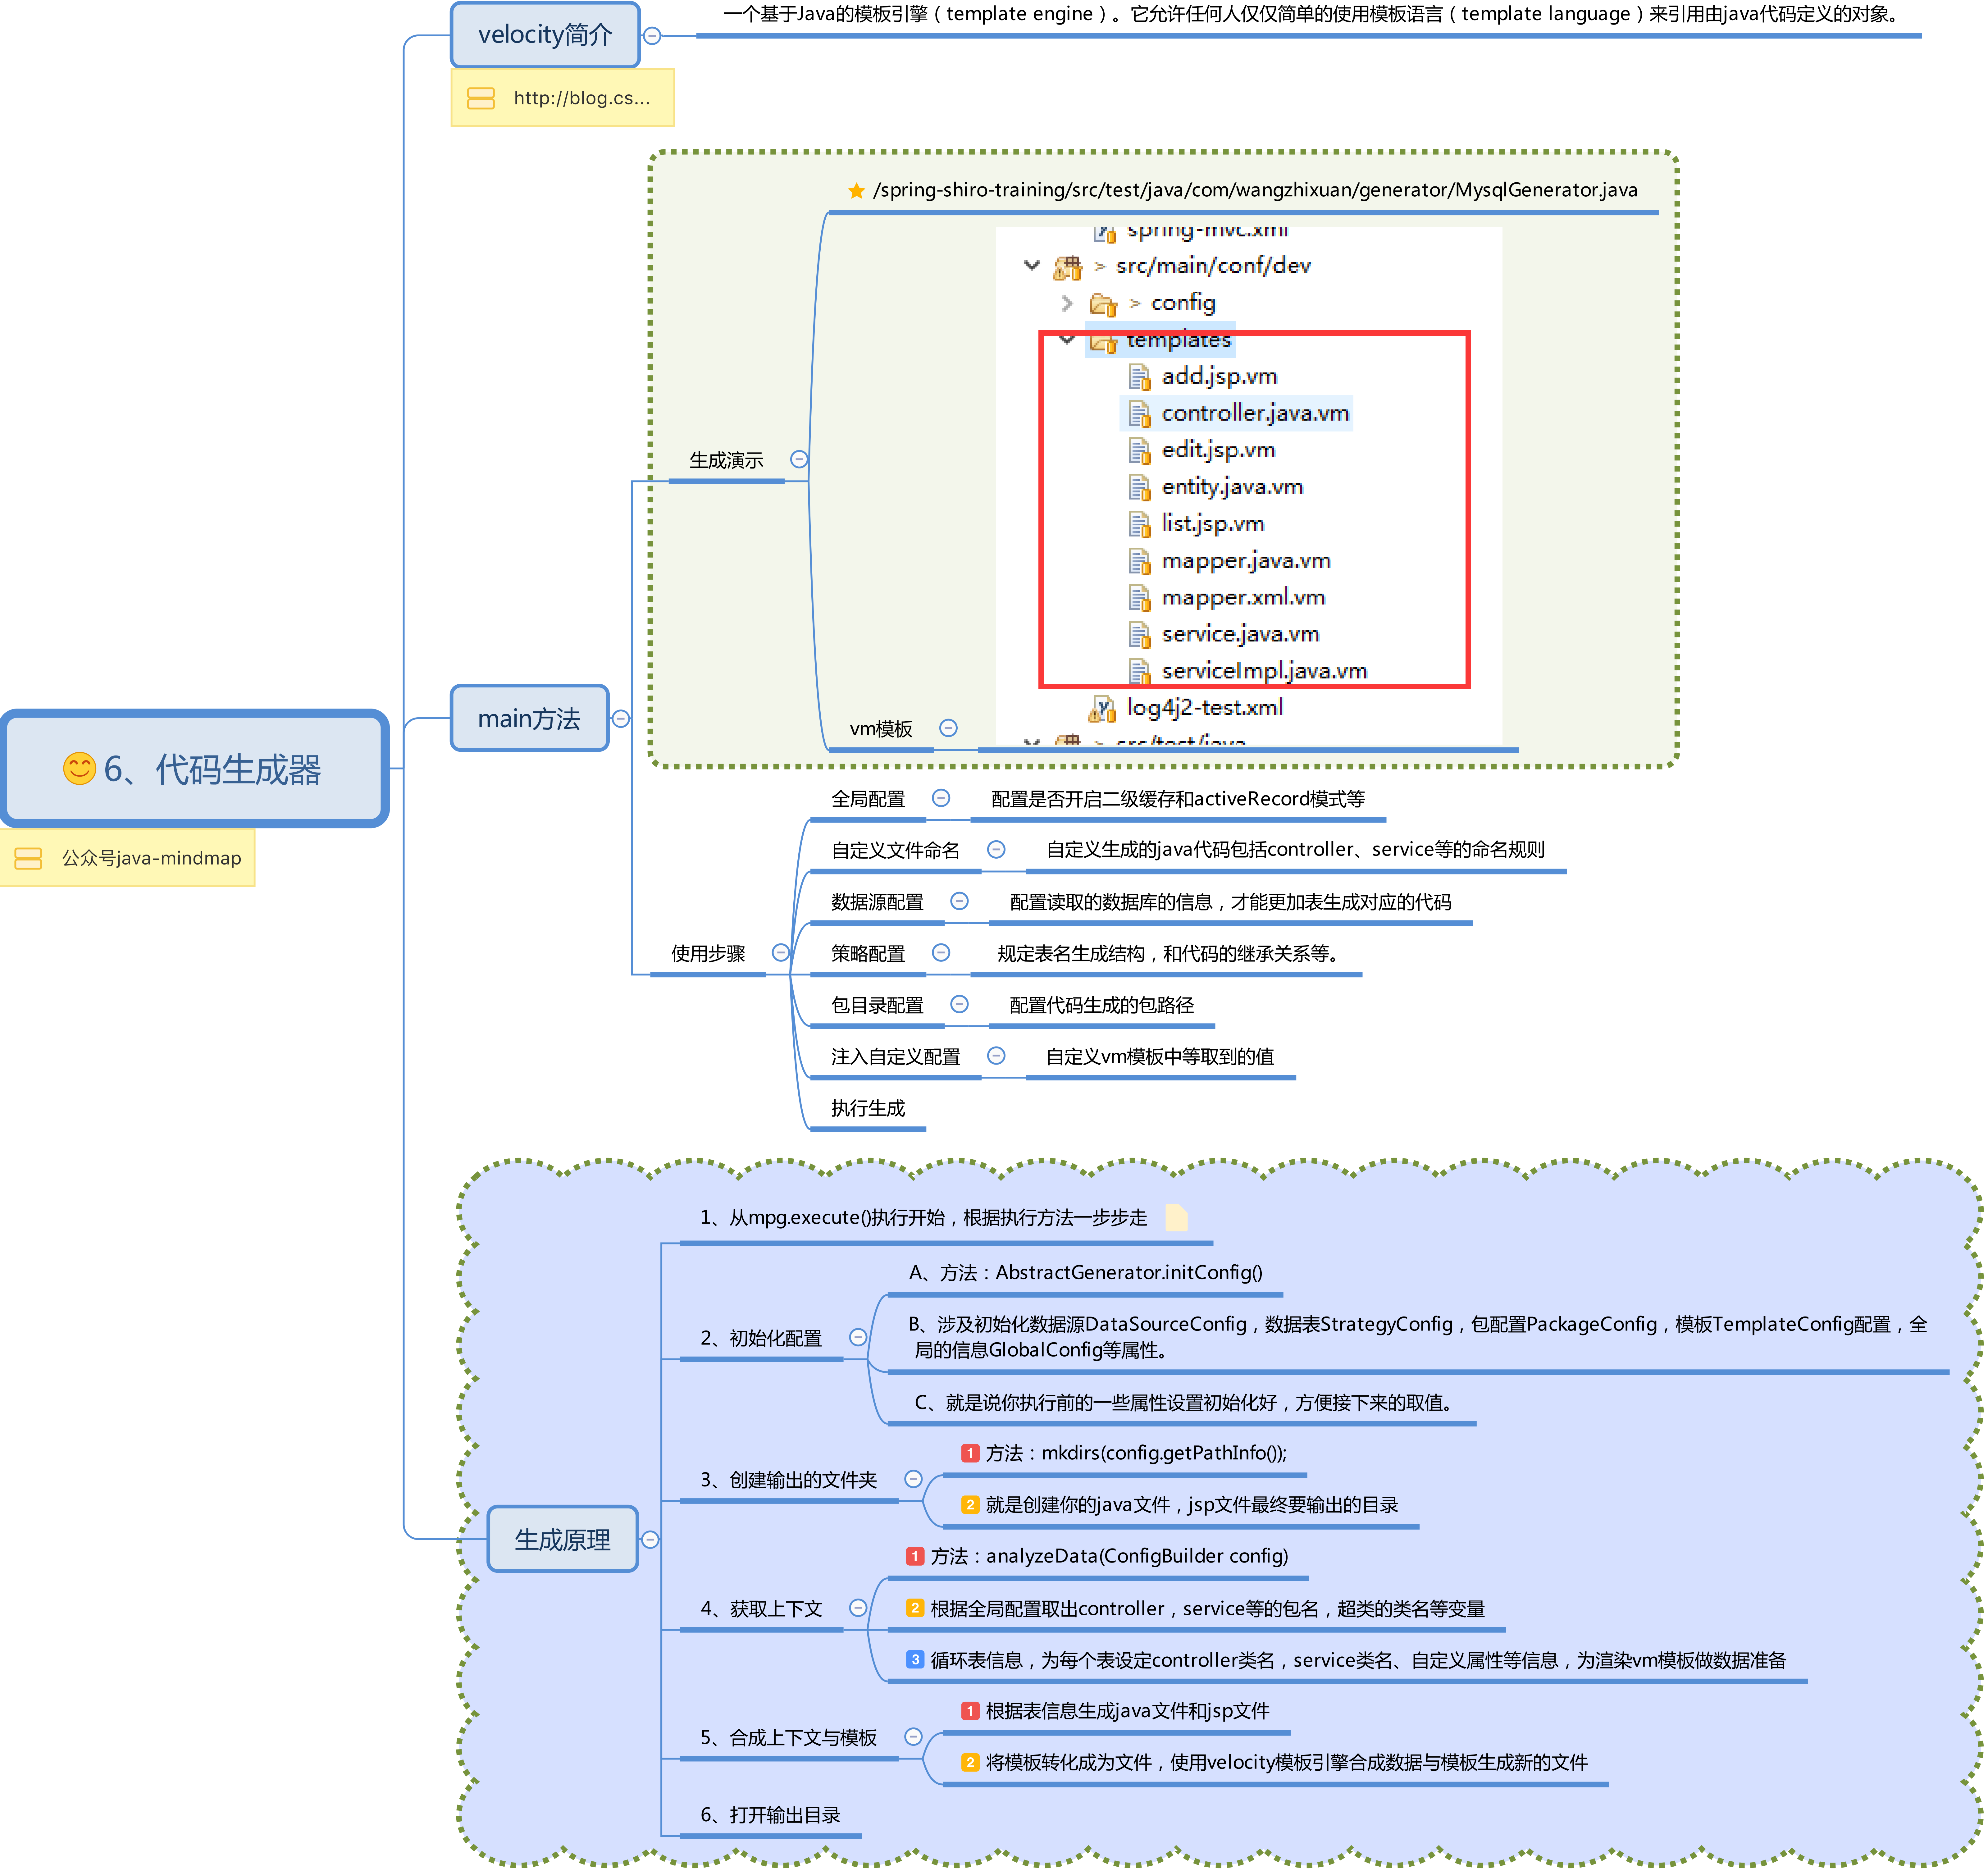 velocity简介
一个基于Java的模板引擎（template engine）。它允许任何人仅仅简单的使用模板语言（template language）来引用由java代码定义的对象。
http://blog.cs...
6、代码生成器
公众号java-mindmap
main方法
生成演示
/spring-shiro-training/src/test/java/com/wangzhixuan/generator/MysqlGenerator.java
vm模板
spring-mvc.xml
> src/main/conf/dev
> config
templates
add.jsp.vm
controller.java.vm
edit.jsp.vm
entity.java.vm
list.jsp.vm
mapper.java.vm
mapper.xml.vm
service.java.vm
serviceImpl.java.vm
log4j2-test.xml
> src/test/java
使用步骤
全局配置
配置是否开启二级缓存和activeRecord模式等
自定义文件命名
自定义生成的java代码包括controller、service等的命名规则
数据源配置
配置读取的数据库的信息，才能更加表生成对应的代码
策略配置
规定表名生成结构，和代码的继承关系等。
包目录配置
配置代码生成的包路径
注入自定义配置
自定义vm模板中等取到的值
执行生成
生成原理
1、从mpg.execute()执行开始，根据执行方法一步步走
2、初始化配置
A、方法：AbstractGenerator.initConfig()
B、涉及初始化数据源DataSourceConfig，数据表StrategyConfig，包配置PackageConfig，模板TemplateConfig配置，全
局的信息GlobalConfig等属性。
C、就是说你执行前的一些属性设置初始化好，方便接下来的取值。
3、创建输出的文件夹
1 方法：mkdirs(config.getPathInfo());
2 就是创建你的java文件，jsp文件最终要输出的目录
4、获取上下文
1 方法：analyzeData(ConfigBuilder config)
2 根据全局配置取出controller，service等的包名，超类的类名等变量
3 循环表信息，为每个表设定controller类名，service类名、自定义属性等信息，为渲染vm模板做数据准备
5、合成上下文与模板
1 根据表信息生成java文件和jsp文件
2 将模板转化成为文件，使用velocity模板引擎合成数据与模板生成新的文件
6、打开输出目录